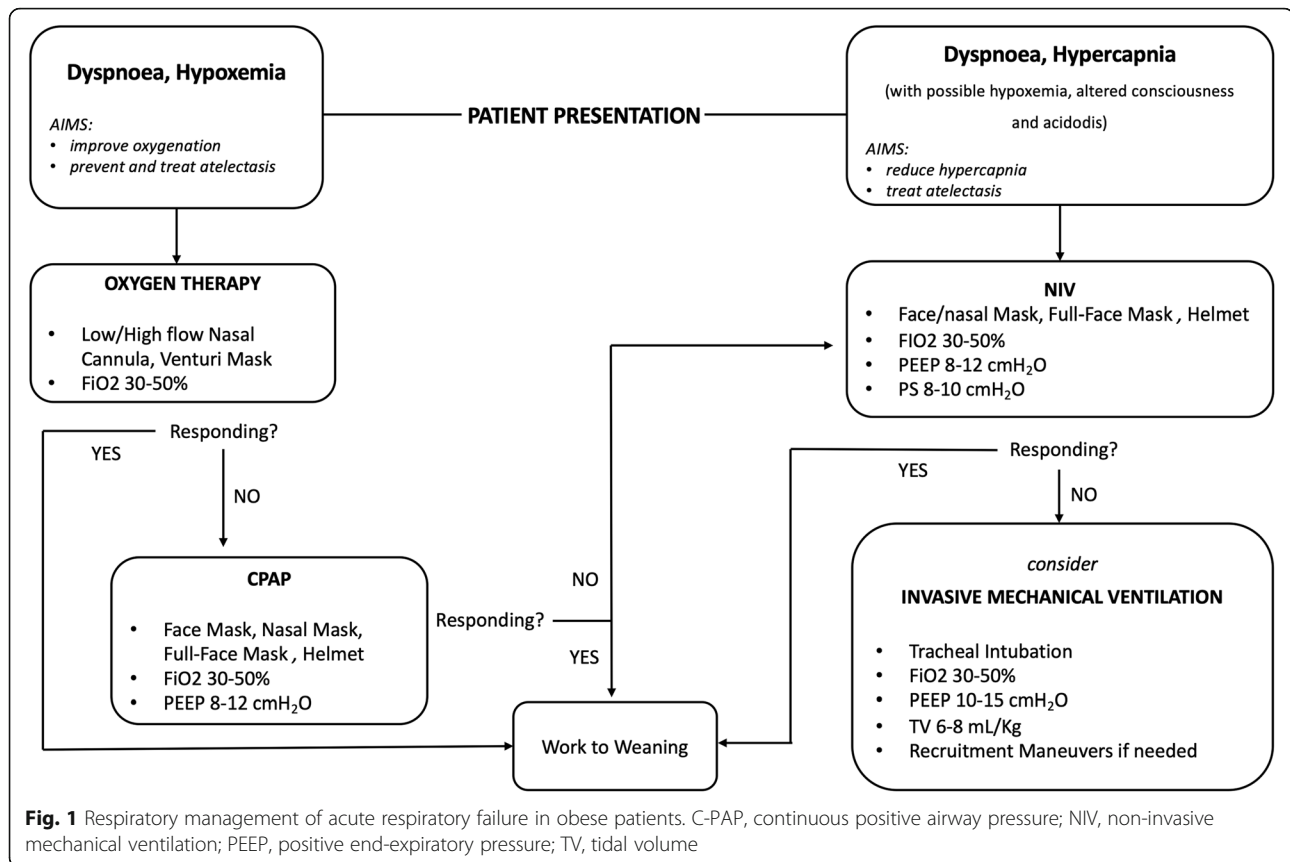 Dyspnoea, Hypoxemia
AIMS:
• improve oxygenation
• prevent and treat atelectasis
PATIENT PRESENTATION
Dyspnoea, Hypercapnia
(with possible hypoxemia, altered consciousness
and acidodis)
AIMS:
• reduce hypercapnia
• treat atelectasis
OXYGEN THERAPY
• Low/High flow Nasal
Cannula, Venturi Mask
• FiO2 30-50%
NIV
• Face/nasal Mask, Full-Face Mask , Helmet
• FIO2 30-50%
• PEEP 8-12 cmH₂O
• PS 8-10 cmH₂O
Responding?
YES
NO
Responding?
YES
NO
CPAP
• Face Mask, Nasal Mask,
Full-Face Mask , Helmet
• FiO2 30-50%
• PEEP 8-12 cmH₂O
Responding?
NO
YES
Work to Weaning
consider
INVASIVE MECHANICAL VENTILATION
• Tracheal Intubation
• FiO2 30-50%
• PEEP 10-15 cmH₂O
• TV 6-8 mL/Kg
• Recruitment Maneuvers if needed
Fig. 1 Respiratory management of acute respiratory failure in obese patients. C-PAP, continuous positive airway pressure; NIV, non-invasive
mechanical ventilation; PEEP, positive end-expiratory pressure; TV, tidal volume